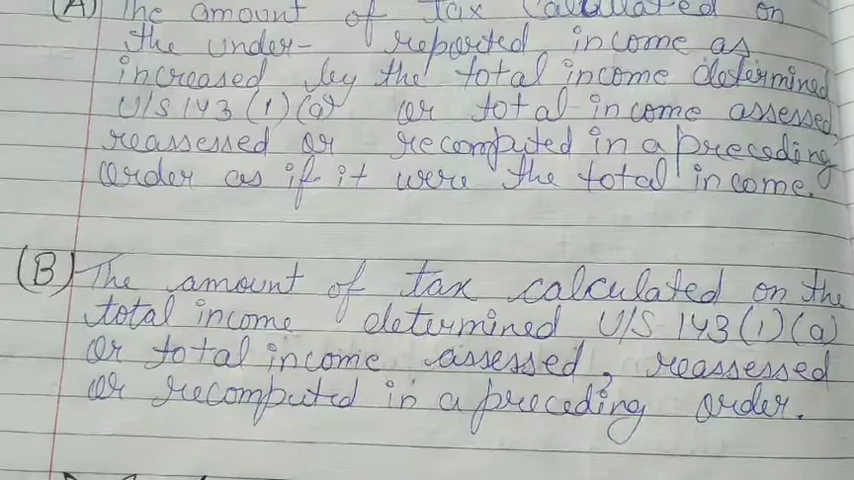 (A) The amount of tax Calculated on
the under- reported income as
increased by the total income determined
U/S 143 (1) (a) or total income assessed,
reassessed or recomputed in a preceding
order as if it were the total income.
(B) The amount of tax calculated on the
total income determined U/S 143 (1) (a)
or total income assessed, reassessed
or recomputed in a preceding order.